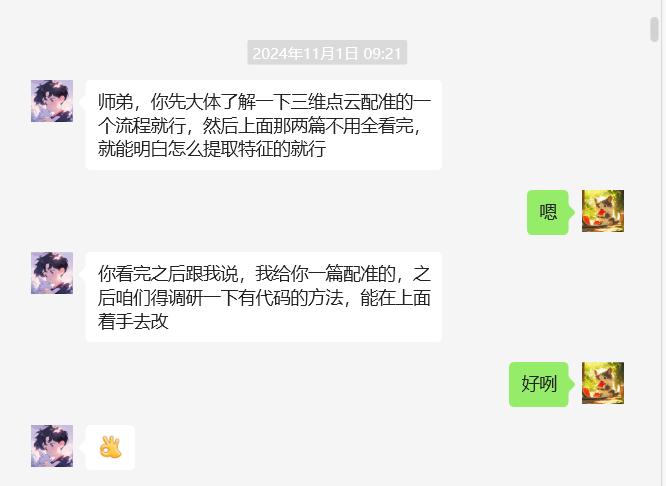 2024年11月1日 09:21
师弟，你先大体了解一下三维点云配准的一
个流程就行，然后上面那两篇不用全看完，
就能明白怎么提取特征的就行
嗯
你看完之后跟我说，我给你一篇配准的，之
后咱们得调研一下有代码的方法，能在上面
着手去改
好咧